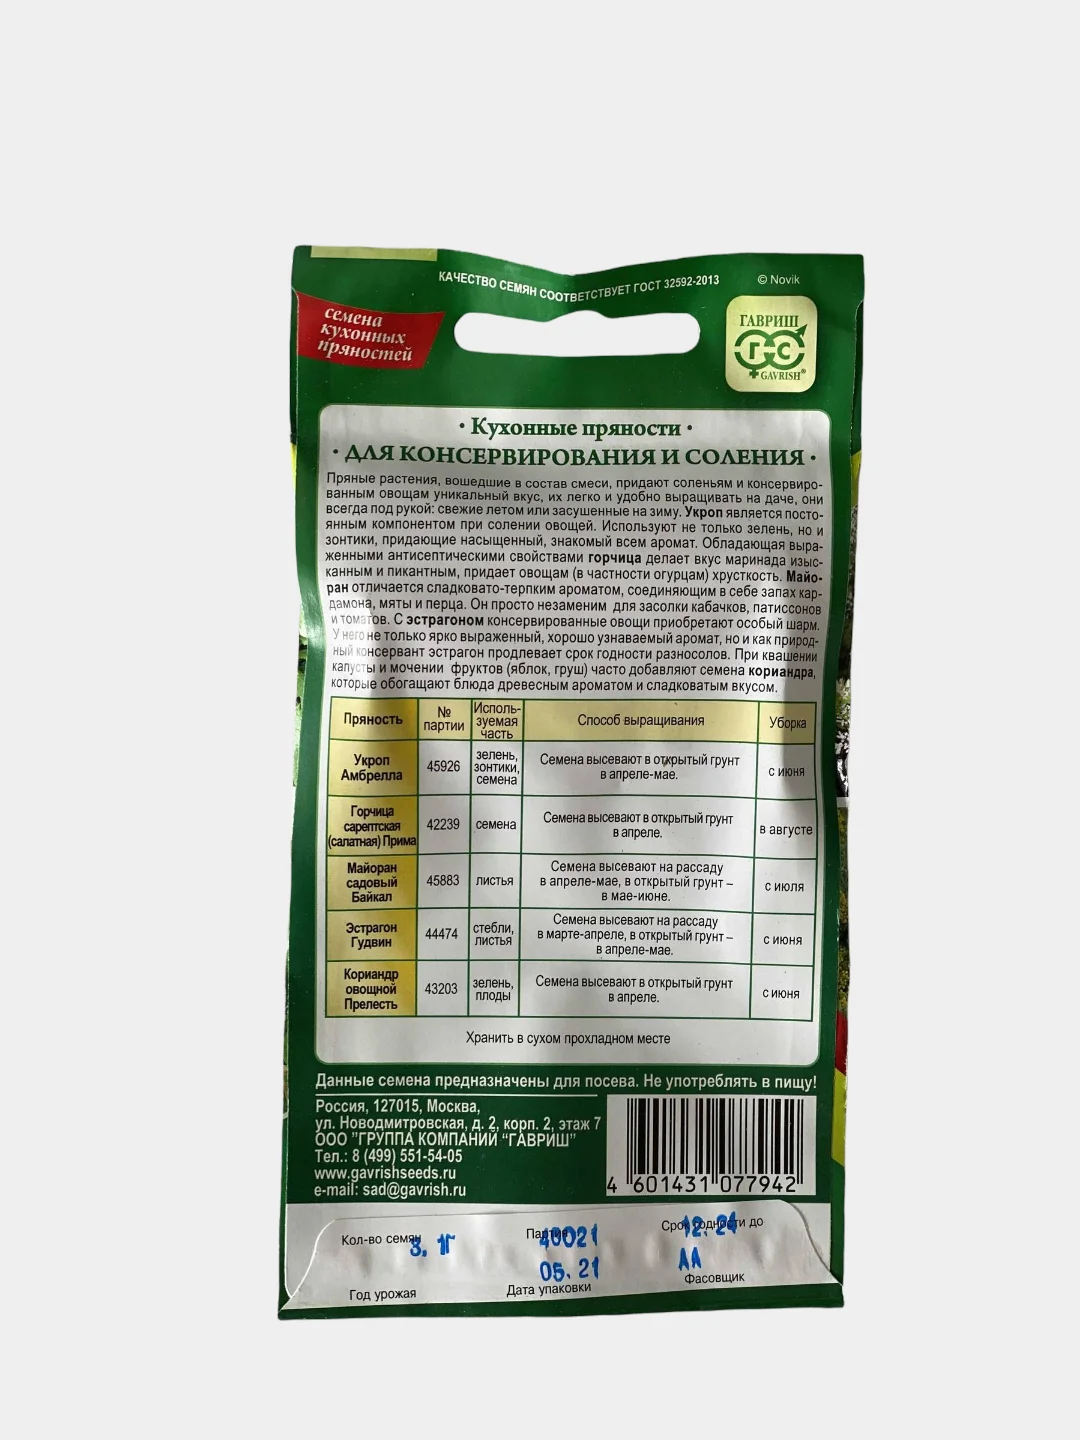 КАЧЕСТВО СЕМЯН СООТВЕТСТВУЕТ ГОСТ 32592-2013
© Novik
семена
кухонных
пряностей
ГАВРИШ
Г С
GAVRISH®
· Кухонные пряности ·
· ДЛЯ КОНСЕРВИРОВАНИЯ И СОЛЕНИЯ ·
Пряные растения, вошедшие в состав смеси, придают соленьям и консервиро-
ванным овощам уникальный вкус, их легко и удобно выращивать на даче, они
всегда под рукой: свежие летом или засушенные на зиму. Укроп является посто-
янным компонентом при солении овощей. Используют не только зелень, но и
зонтики, придающие насыщенный, знакомый всем аромат. Обладающая выра-
женными антисептическими свойствами горчица делает вкус маринада изыс-
канным и пикантным, придает овощам (в частности огурцам) хрусткость. Майо-
ран отличается сладковато-терпким ароматом, соединяющим в себе запах кар-
дамона, мяты и перца. Он просто незаменим для засолки кабачков, патиссонов
и томатов. С эстрагоном консервированные овощи приобретают особый шарм.
У него не только ярко выраженный, хорошо узнаваемый аромат, но и как природ-
ный консервант эстрагон продлевает срок годности разносолов. При квашении
капусты и мочении фруктов (яблок, груш) часто добавляют семена кориандра,
которые обогащают блюда древесным ароматом и сладковатым вкусом.
Пряность
№
партии
Исполь-
зуемая
часть
Способ выращивания
Уборка
Укроп
Амбрелла
45926
зелень,
зонтики,
семена
Семена высевают в открытый грунт
в апреле-мае.
с июня
Горчица
сарептская
(салатная) Прима
42239
семена
Семена высевают в открытый грунт
в апреле.
в августе
Майоран
садовый
Байкал
45883
листья
Семена высевают на рассаду
в апреле-мае, в открытый грунт –
в мае-июне.
с июля
Эстрагон
Гудвин
44474
стебли,
листья
Семена высевают на рассаду
в марте-апреле, в открытый грунт –
в апреле-мае.
с июня
Кориандр
овощной
Прелесть
43203
зелень,
плоды
Семена высевают в открытый грунт
в апреле.
с июня
Хранить в сухом прохладном месте
Данные семена предназначены для посева. Не употреблять в пищу!
Россия, 127015, Москва,
ул. Новодмитровская, д. 2, корп. 2, этаж 7
ООО "ГРУППА КОМПАНИЙ "ГАВРИШ"
Тел.: 8 (499) 551-54-05
www.gavrishseeds.ru
e-mail: sad@gavrish.ru
4 601431 077942
Кол-во семян
Партия
40021
Срок годности до
12. 24
05. 21
АА
Год урожая
Дата упаковки
Фасовщик